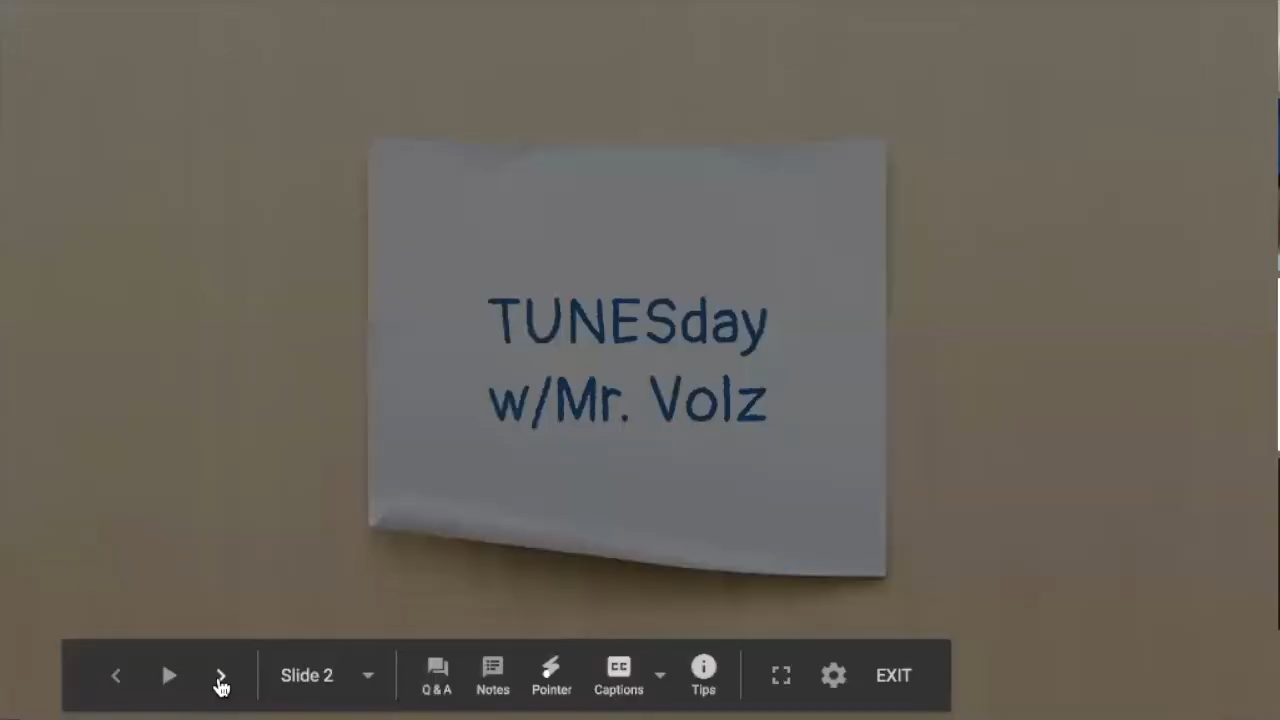 TUNESday
w/Mr. Volz
Slide 2
Q & A
Notes
Pointer
CC
Captions
Tips
EXIT